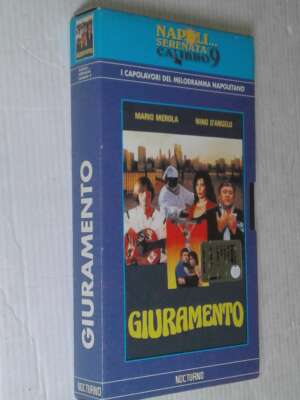 NAPOLI...
SERENATA
CALIBRO 9
I CAPOLAVORI DEL MELODRAMMA NAPOLETANO
MARIO MEROLA NINO D'ANGELO
GIURAMENTO
NOCTURNO
GIURAMENTO
NOCTURNO